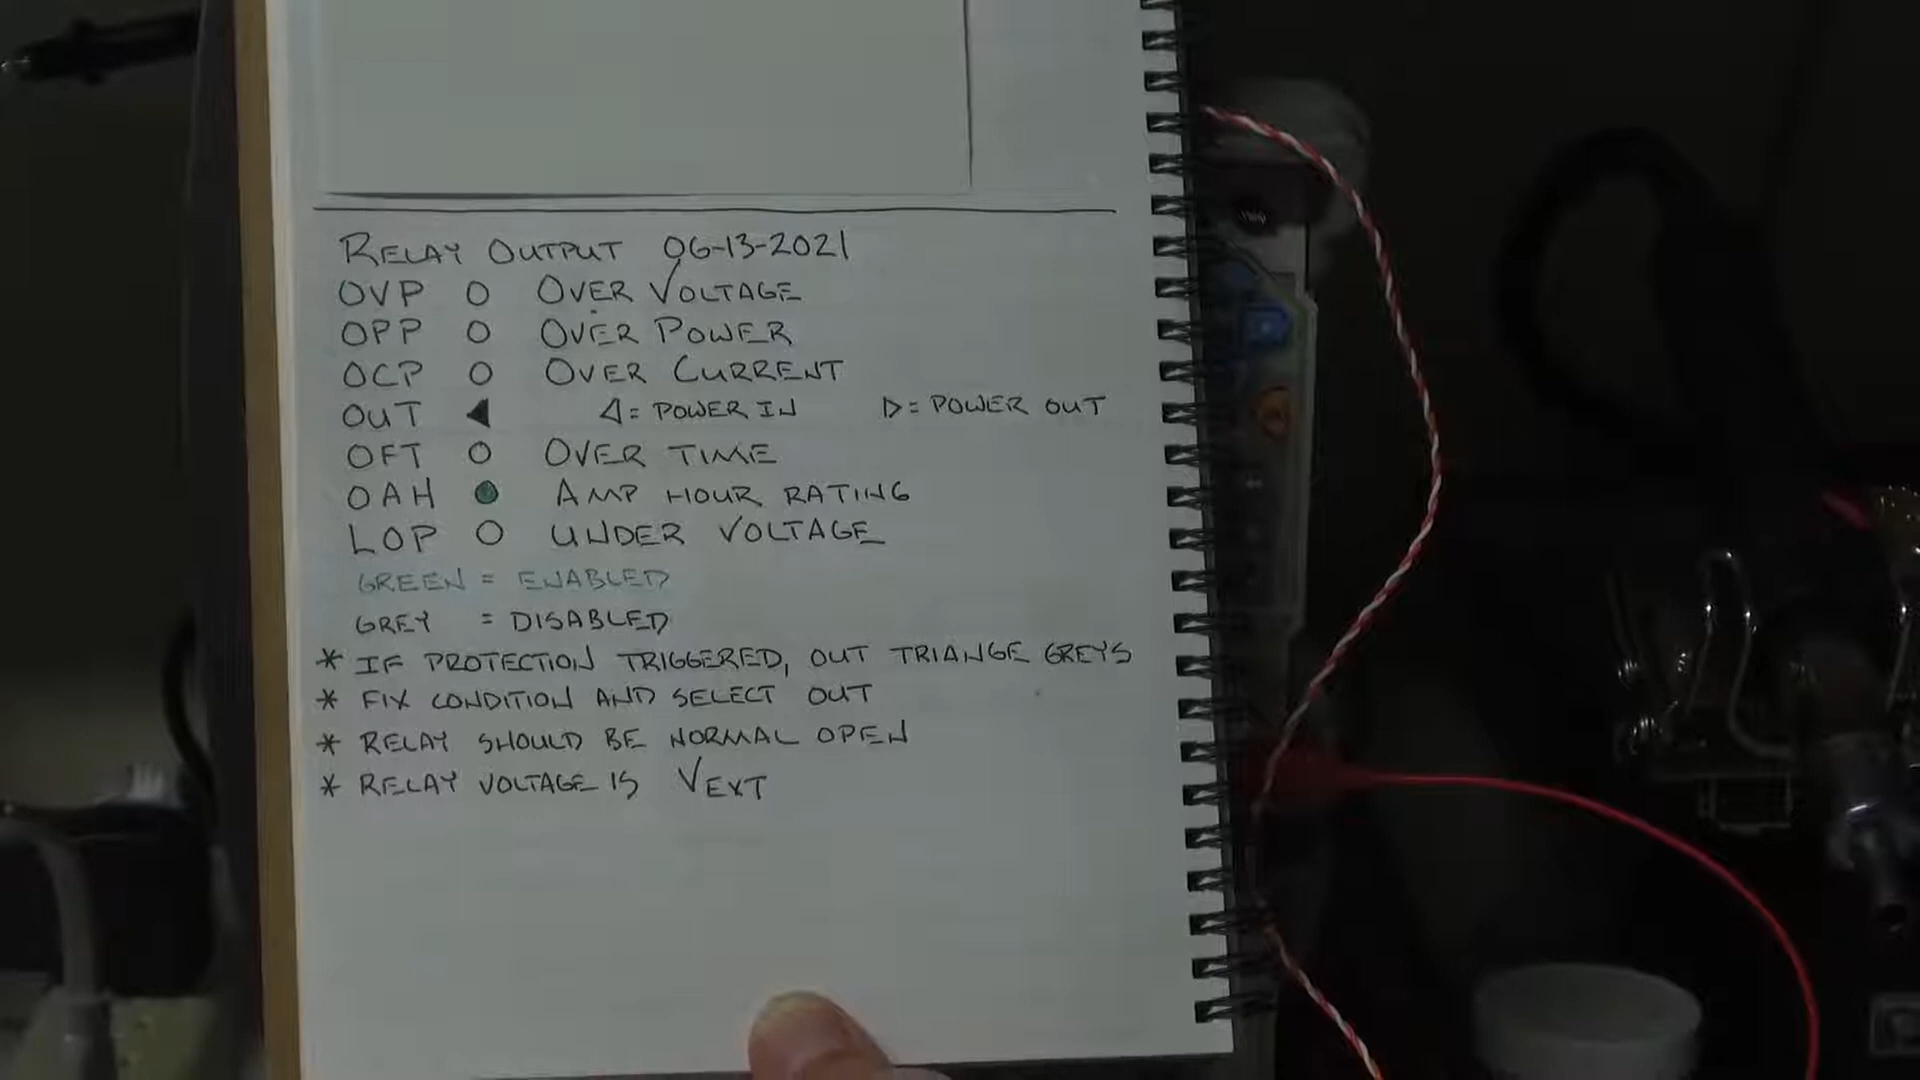 RELAY OUTPUT 06-13-2021
OVP O OVER VOLTAGE
OPP O OVER POWER
OCP O OVER CURRENT
OUT ◀ ◁ = POWER IN ▷ = POWER OUT
OFT O OVER TIME
OAH ● AMP HOUR RATING
LOP O UNDER VOLTAGE
GREEN = ENABLED
GREY = DISABLED
* IF PROTECTION TRIGGERED, OUT TRIANGE GREYS
* FIX CONDITION AND SELECT OUT
* RELAY SHOULD BE NORMAL OPEN
* RELAY VOLTAGE IS VEXT